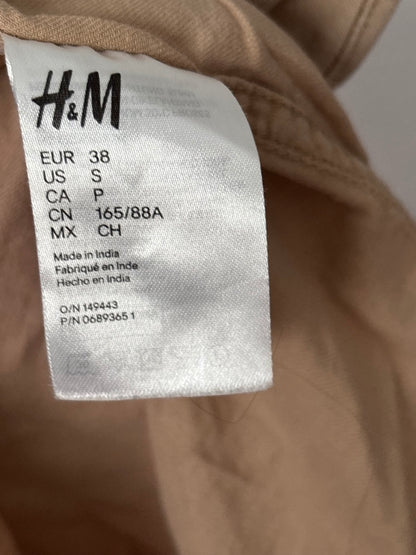 H&M
EUR 38
US S
CA P
CN 165/88A
MX CH
Made in India
Fabriqué en Inde
Hecho en India
O/N 149443
P/N 0689365 1